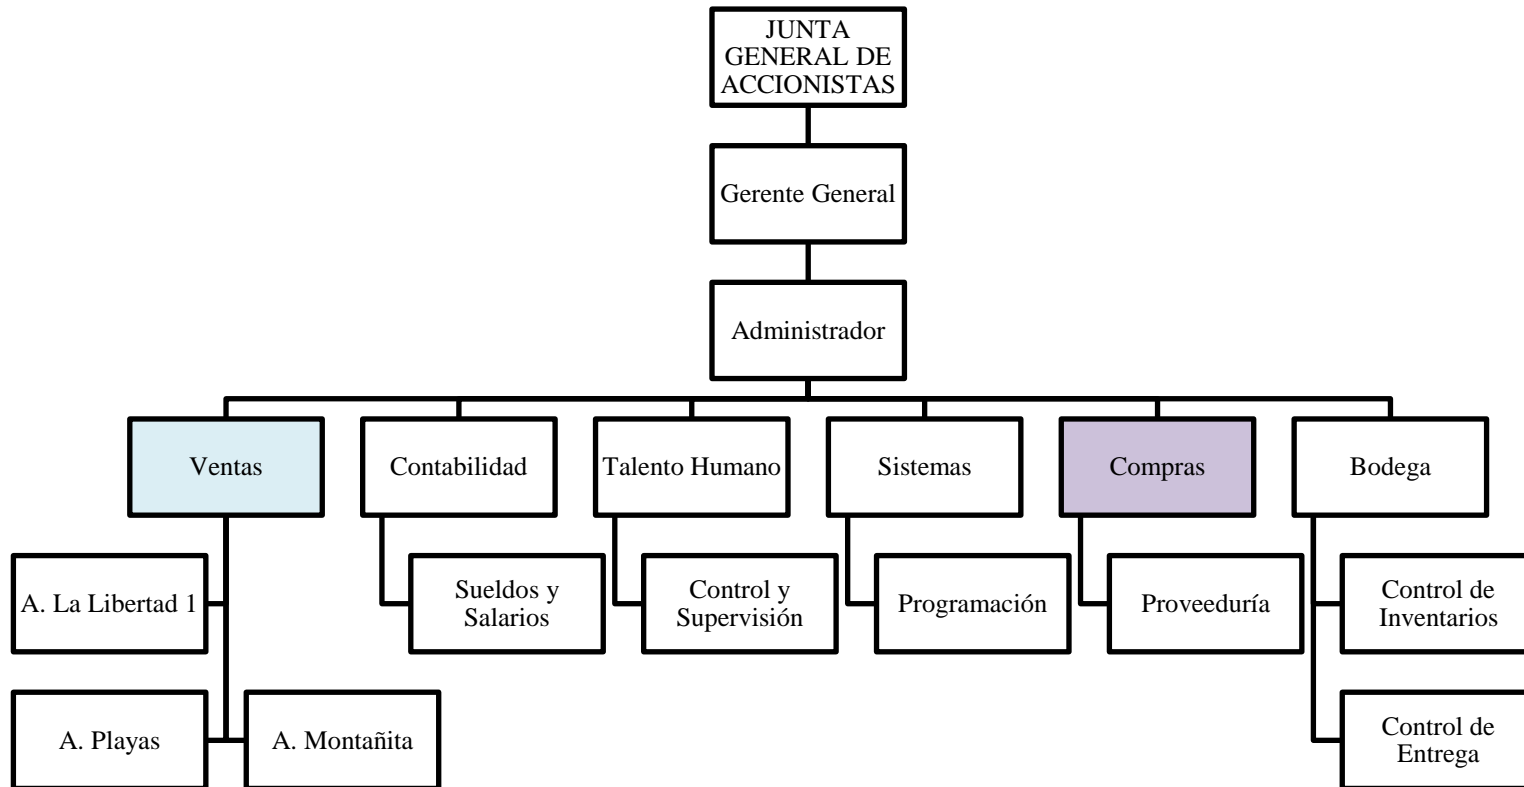 JUNTA
GENERAL DE
ACCIONISTAS
Gerente General
Administrador
Ventas
Contabilidad
Talento Humano
Sistemas
Compras
Bodega
A. La Libertad 1
Sueldos y
Salarios
Control y
Supervisión
Programación
Proveeduría
Control de
Inventarios
A. Playas
A. Montañita
Control de
Entrega